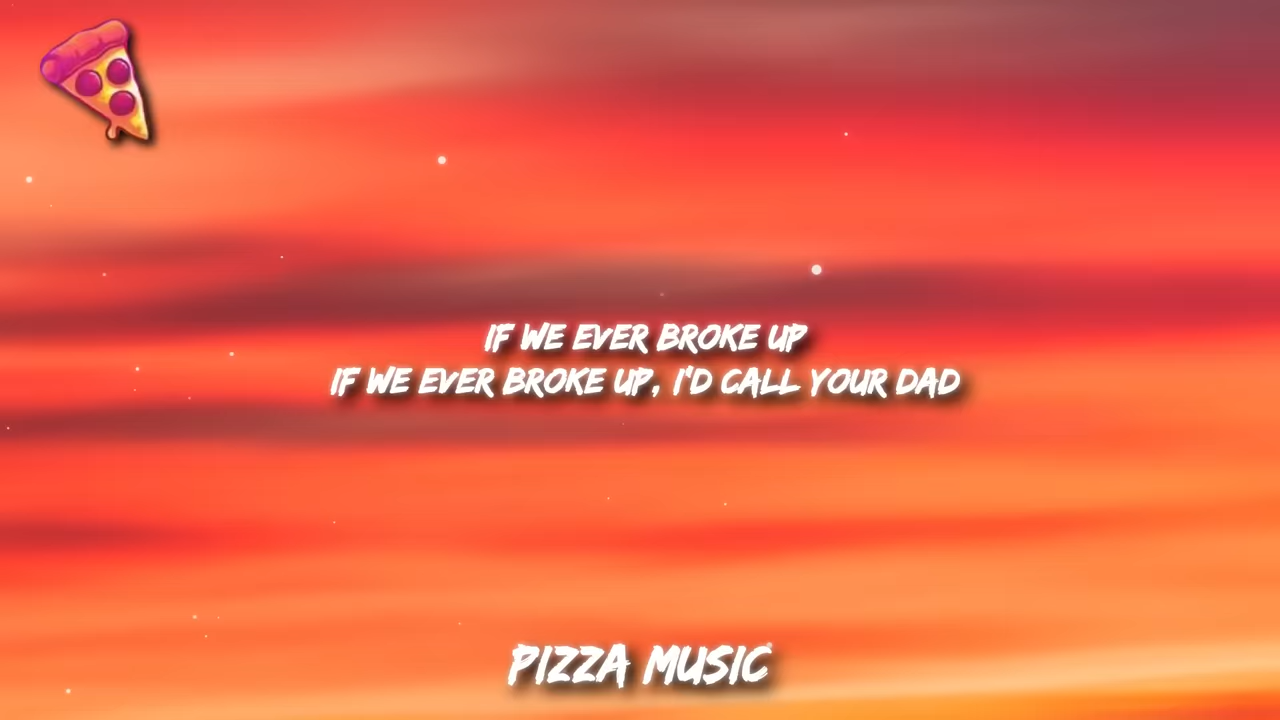 IF WE EVER BROKE UP
IF WE EVER BROKE UP, I'D CALL YOUR DAD
PIZZA MUSIC